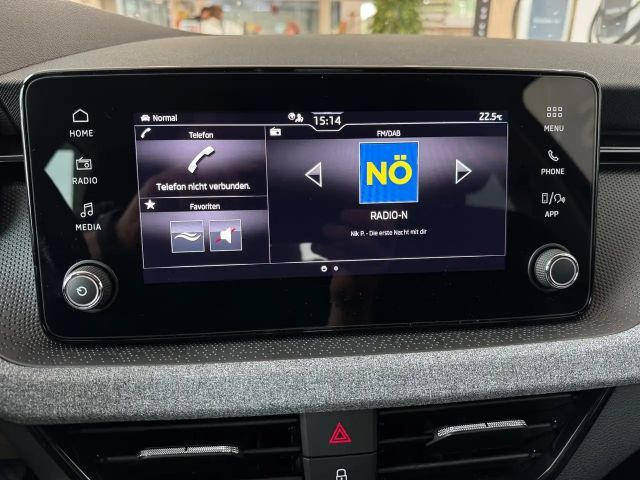 HOME
RADIO
MEDIA
Normal
15:14
22.5°C
Telefon
Telefon nicht verbunden.
Favoriten
FM/DAB
NÖ
RADIO-N
Nik P. - Die erste Nacht mit dir
MENU
PHONE
APP